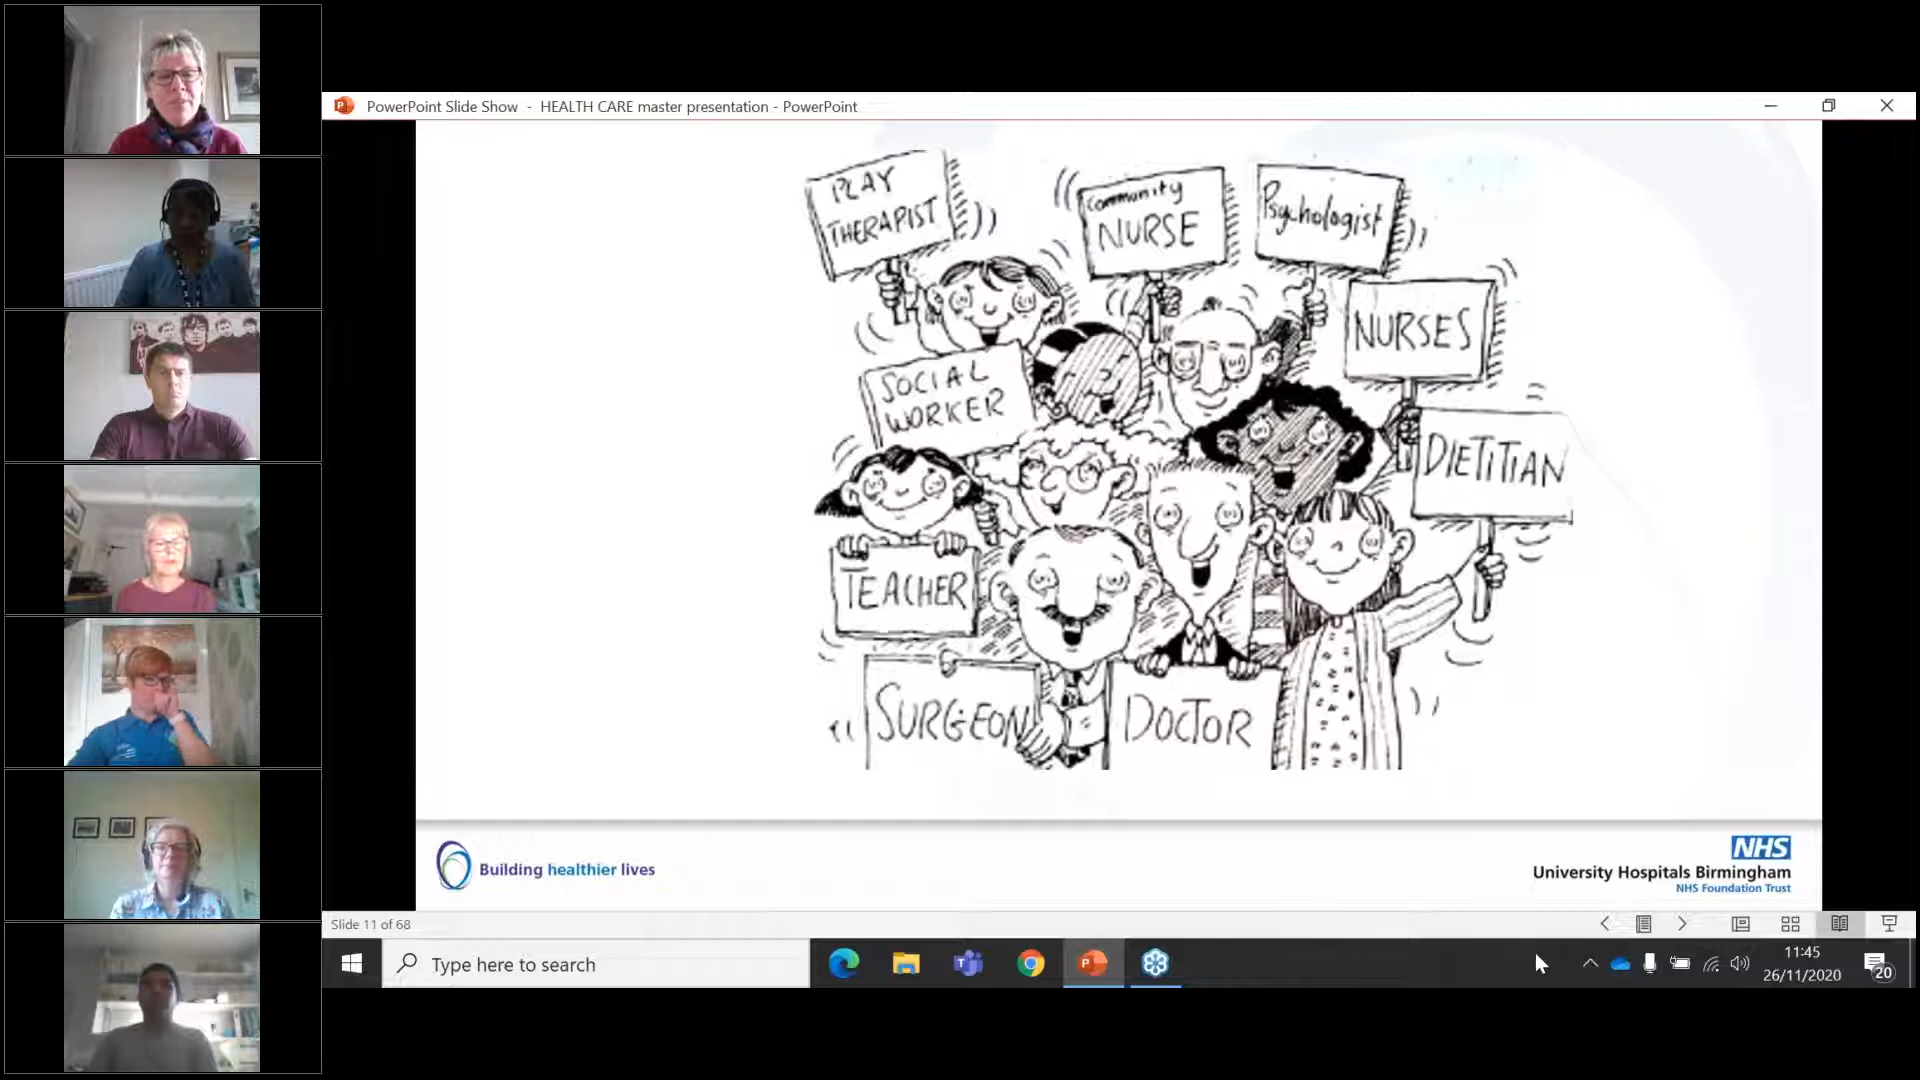 PowerPoint Slide Show - HEALTH CARE master presentation - PowerPoint
PLAY
THERAPIST
Community
NURSE
Psychologist
NURSES
SOCIAL
WORKER
DIETITIAN
TEACHER
SURGEON
DOCTOR
Building healthier lives
NHS
University Hospitals Birmingham
NHS Foundation Trust
Slide 11 of 68
Type here to search
11:45
26/11/2020
20